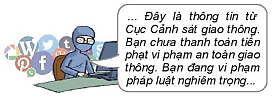 ... Đây là thông tin từ
Cục Cảnh sát giao thông.
Bạn chưa thanh toán tiền
phạt vi phạm an toàn giao
thông. Bạn đang vi phạm
pháp luật nghiêm trọng...